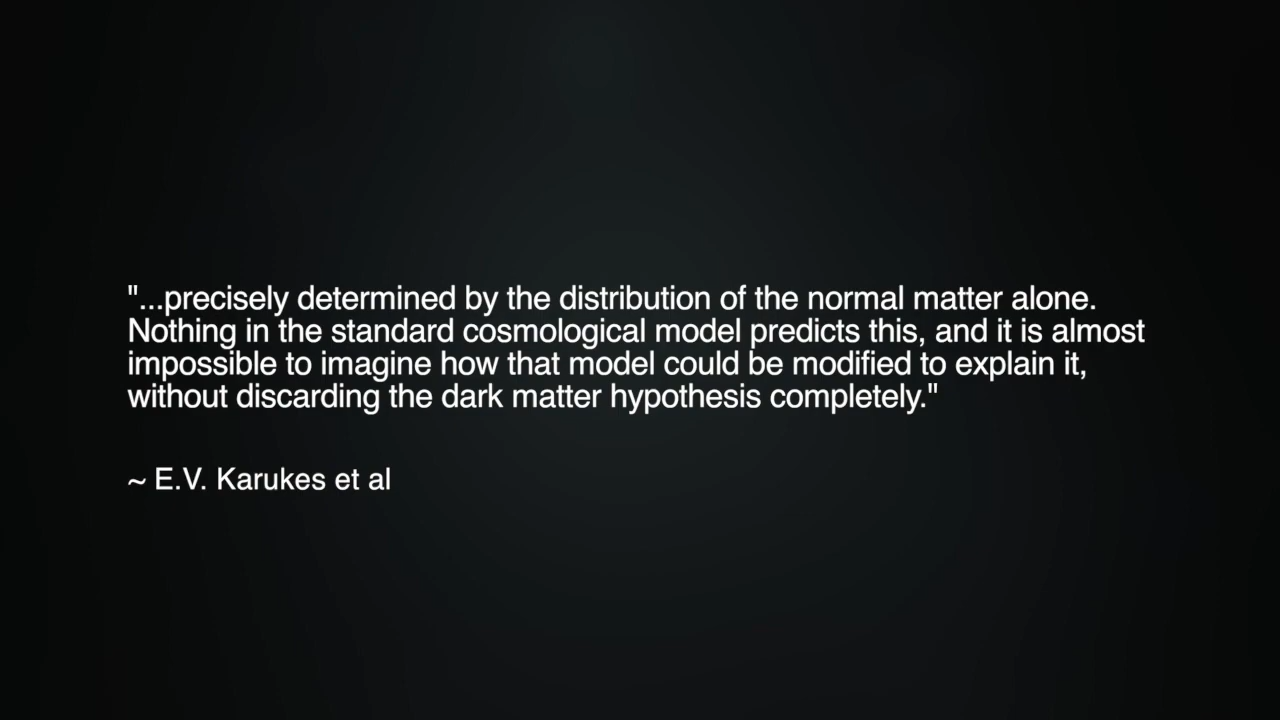 "...precisely determined by the distribution of the normal matter alone.
Nothing in the standard cosmological model predicts this, and it is almost
impossible to imagine how that model could be modified to explain it,
without discarding the dark matter hypothesis completely."
~ E.V. Karukes et al